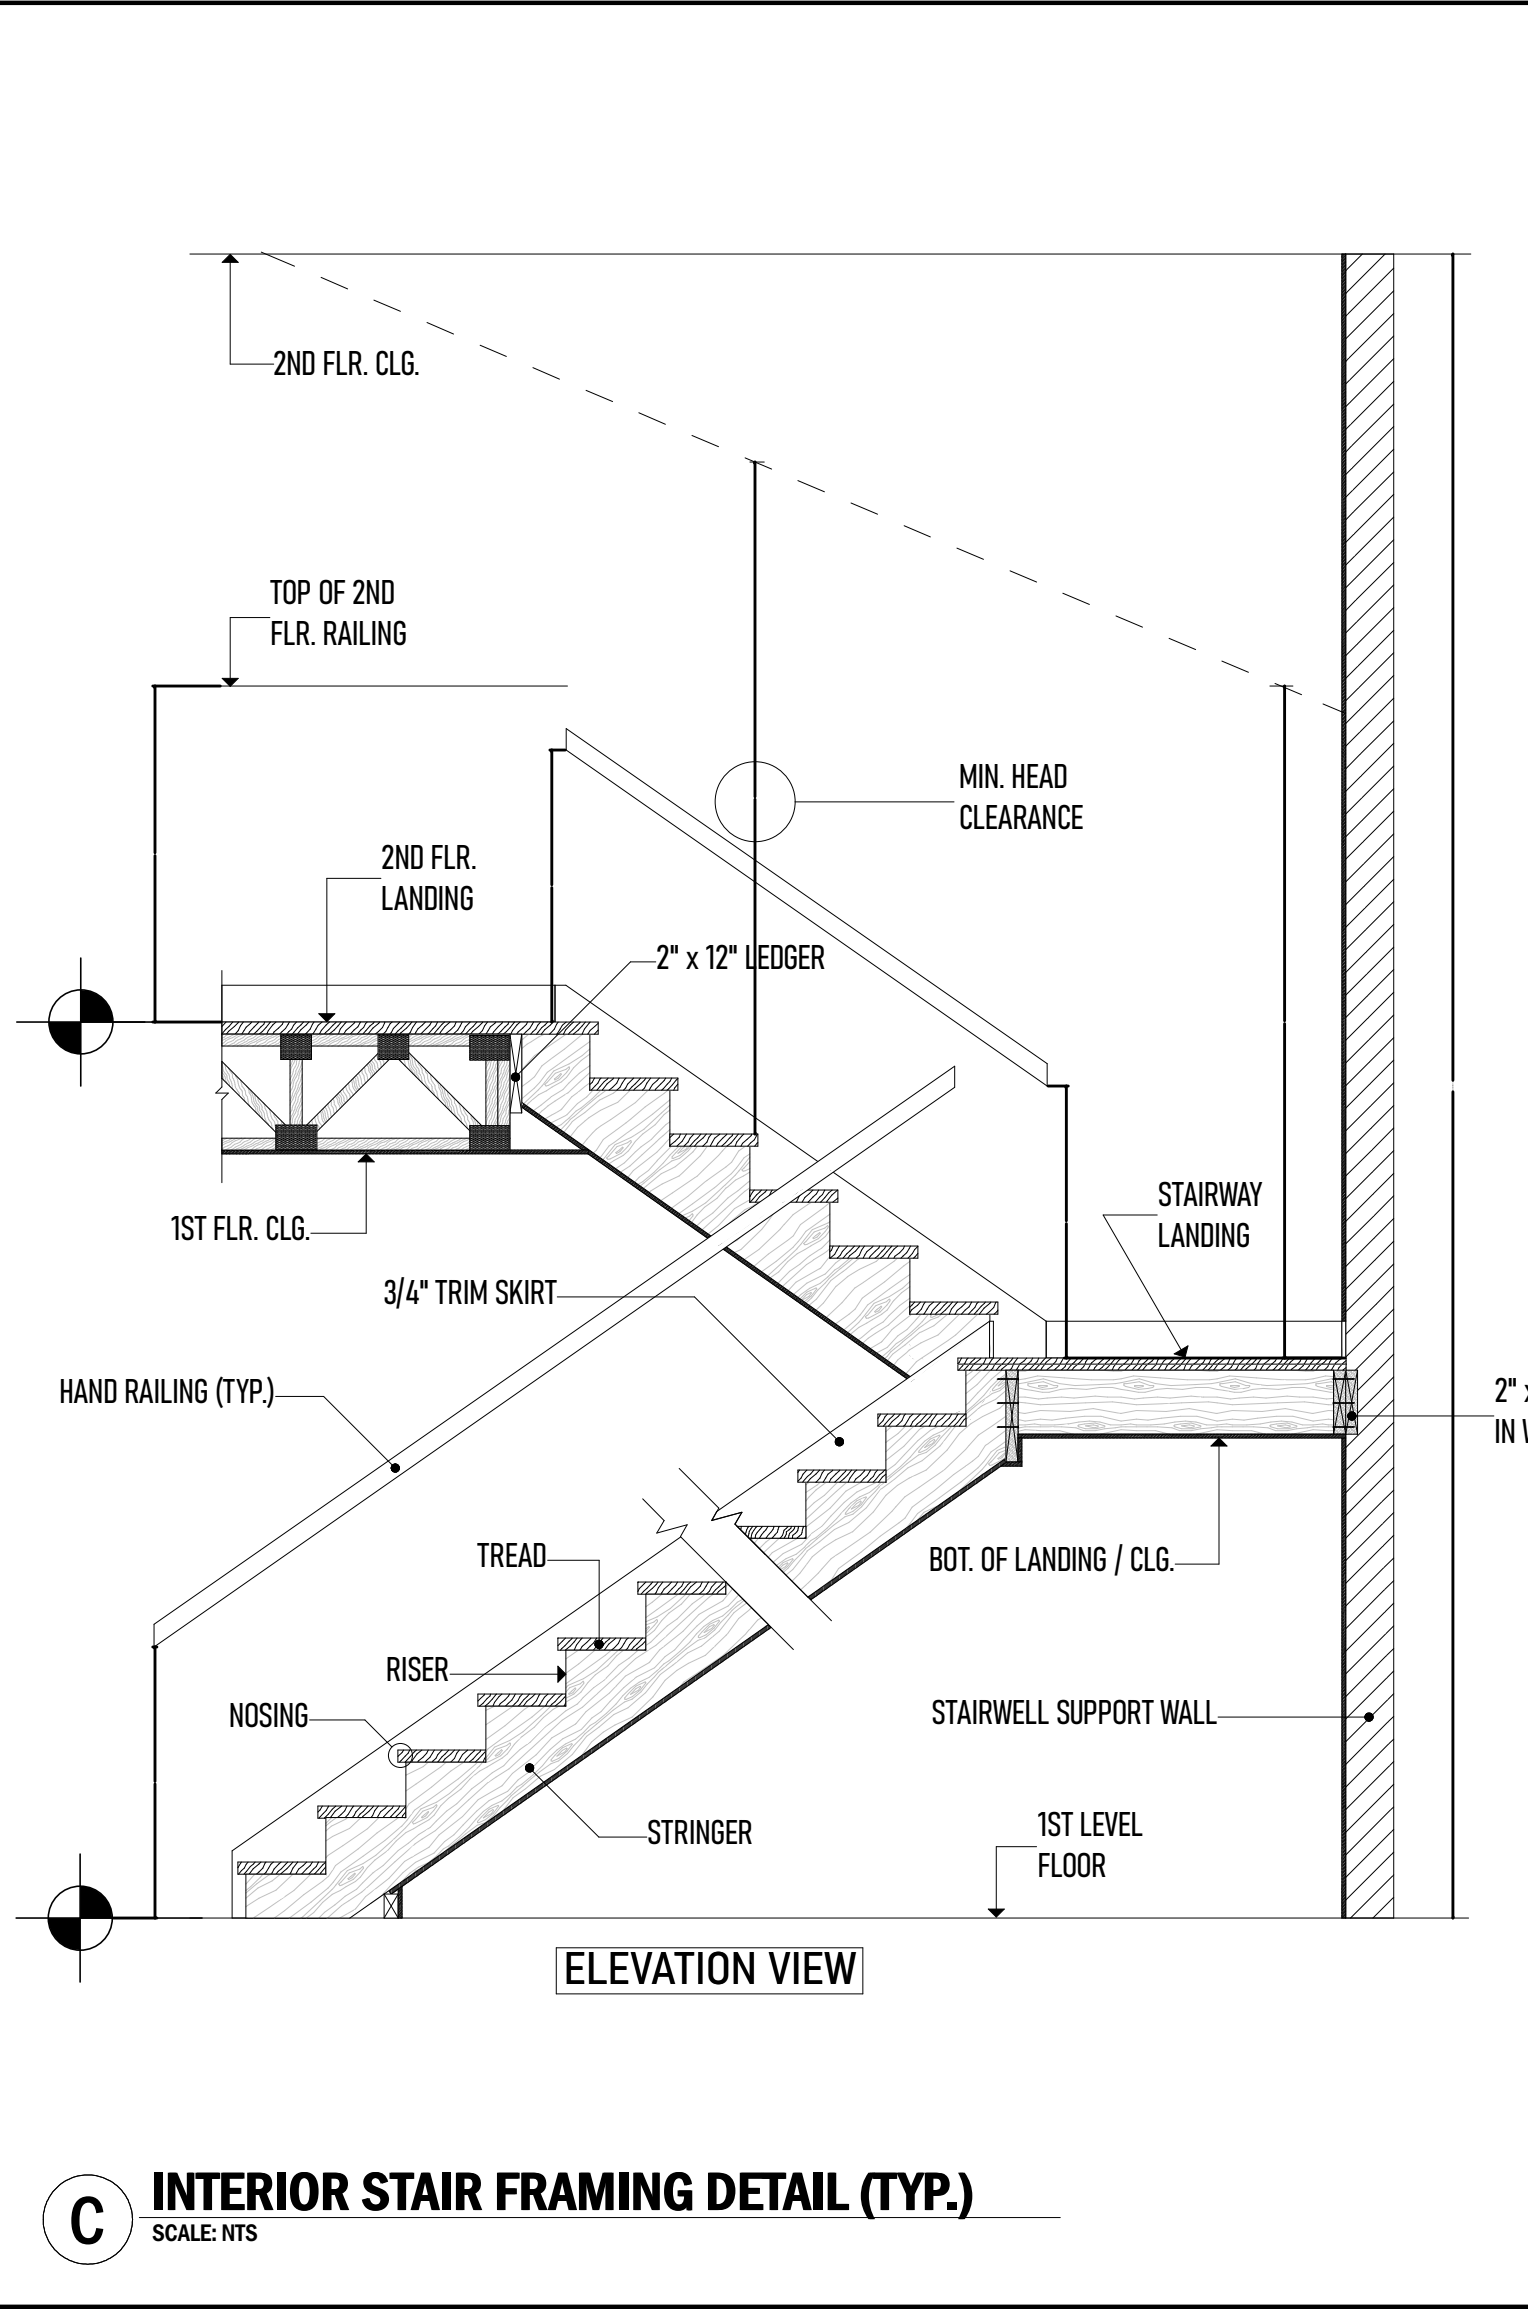 2ND FLR. CLG.
TOP OF 2ND
FLR. RAILING
MIN. HEAD
CLEARANCE
2ND FLR.
LANDING
2" x 12" LEDGER
STAIRWAY
LANDING
1ST FLR. CLG.
3/4" TRIM SKIRT
HAND RAILING (TYP.)
2"
IN
TREAD
BOT. OF LANDING / CLG.
RISER
NOSING
STAIRWELL SUPPORT WALL
STRINGER
1ST LEVEL
FLOOR
ELEVATION VIEW
C
INTERIOR STAIR FRAMING DETAIL (TYP.)
SCALE: NTS